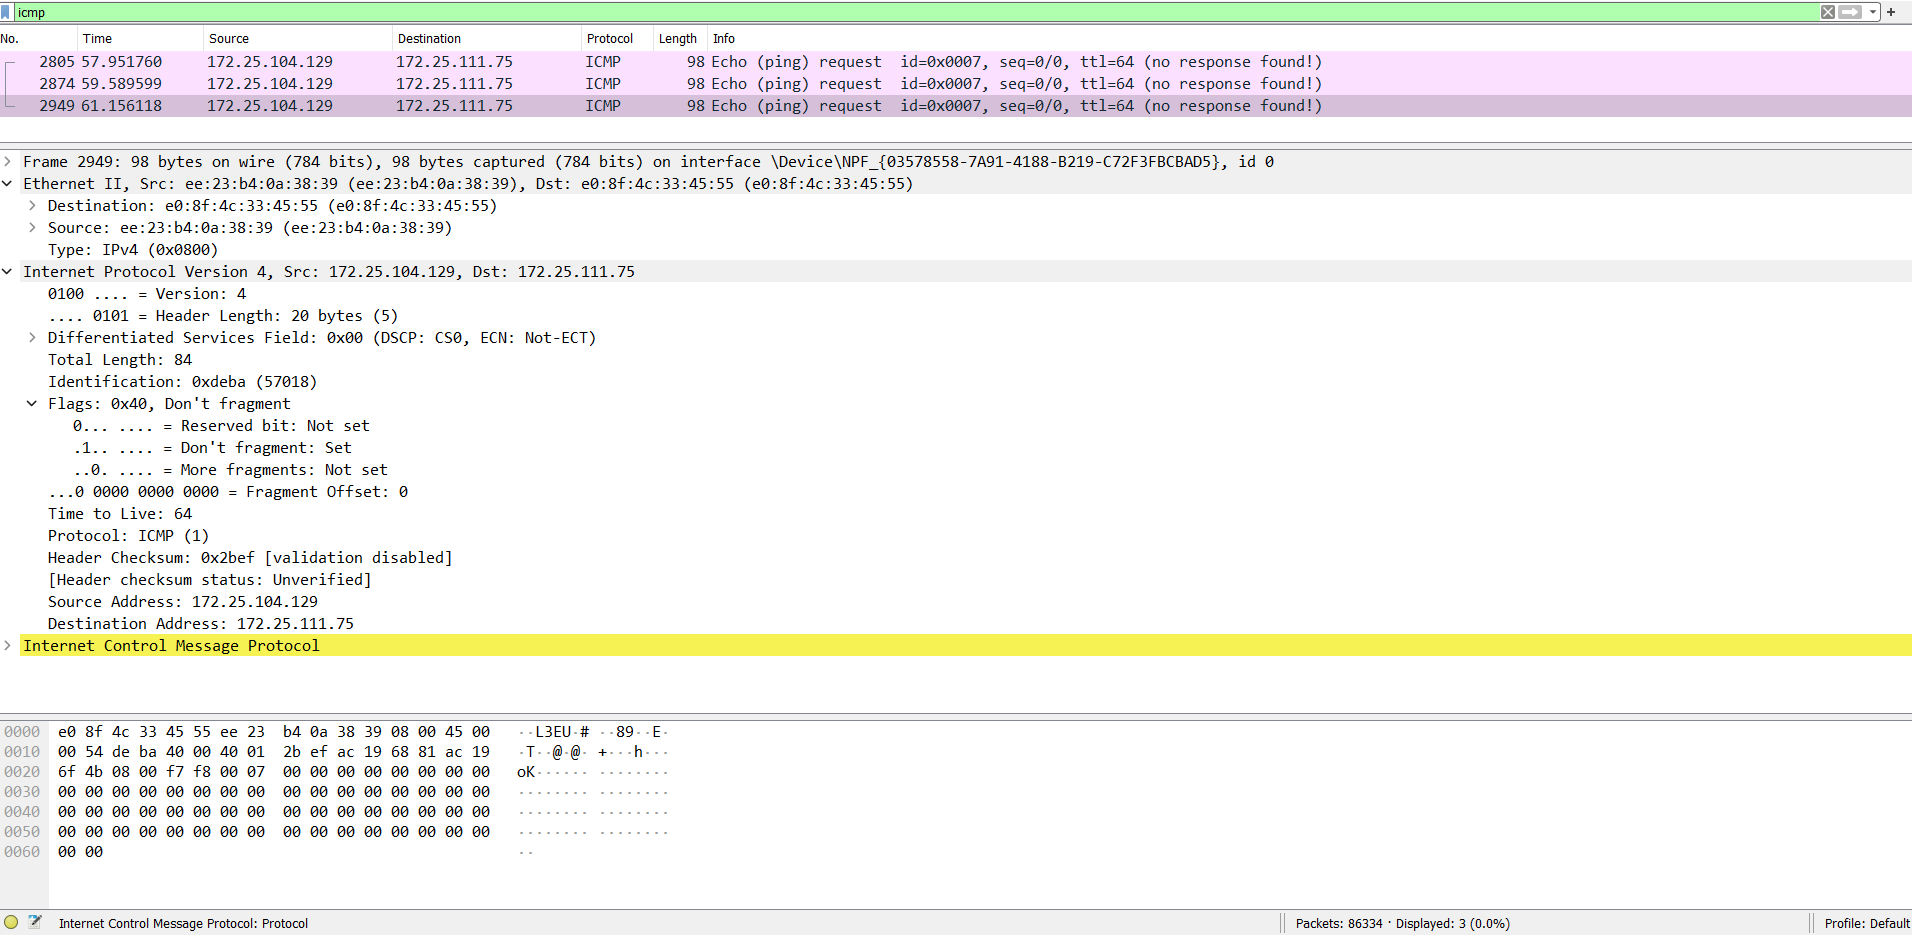 icmp
No. Time Source Destination Protocol Length Info
2805 57.951760 172.25.104.129 172.25.111.75 ICMP 98 Echo (ping) request id=0x0007, seq=0/0, ttl=64 (no response found!)
2874 59.589599 172.25.104.129 172.25.111.75 ICMP 98 Echo (ping) request id=0x0007, seq=0/0, ttl=64 (no response found!)
2949 61.156118 172.25.104.129 172.25.111.75 ICMP 98 Echo (ping) request id=0x0007, seq=0/0, ttl=64 (no response found!)
Frame 2949: 98 bytes on wire (784 bits), 98 bytes captured (784 bits) on interface \Device\NPF_{03578558-7A91-4188-B219-C72F3FBCBAD5}, id 0
Ethernet II, Src: ee:23:b4:0a:38:39 (ee:23:b4:0a:38:39), Dst: e0:8f:4c:33:45:55 (e0:8f:4c:33:45:55)
Destination: e0:8f:4c:33:45:55 (e0:8f:4c:33:45:55)
Source: ee:23:b4:0a:38:39 (ee:23:b4:0a:38:39)
Type: IPv4 (0x0800)
Internet Protocol Version 4, Src: 172.25.104.129, Dst: 172.25.111.75
0100 .... = Version: 4
.... 0101 = Header Length: 20 bytes (5)
Differentiated Services Field: 0x00 (DSCP: CS0, ECN: Not-ECT)
Total Length: 84
Identification: 0xdeba (57018)
Flags: 0x40, Don't fragment
0... .... = Reserved bit: Not set
.1.. .... = Don't fragment: Set
..0. .... = More fragments: Not set
...0 0000 0000 0000 = Fragment Offset: 0
Time to Live: 64
Protocol: ICMP (1)
Header Checksum: 0x2bef [validation disabled]
[Header checksum status: Unverified]
Source Address: 172.25.104.129
Destination Address: 172.25.111.75
Internet Control Message Protocol
0000 e0 8f 4c 33 45 55 ee 23 b4 0a 38 39 08 00 45 00 ··L3EU·# ··89··E·
0010 00 54 de ba 40 00 40 01 2b ef ac 19 68 81 ac 19 ·T··@·@· +···h···
0020 6f 4b 08 00 f7 f8 00 07 00 00 00 00 00 00 00 00 oK······ ········
0030 00 00 00 00 00 00 00 00 00 00 00 00 00 00 00 00 ········ ········
0040 00 00 00 00 00 00 00 00 00 00 00 00 00 00 00 00 ········ ········
0050 00 00 00 00 00 00 00 00 00 00 00 00 00 00 00 00 ········ ········
0060 00 00 ··
Internet Control Message Protocol: Protocol Packets: 86334 · Displayed: 3 (0.0%) Profile: Default